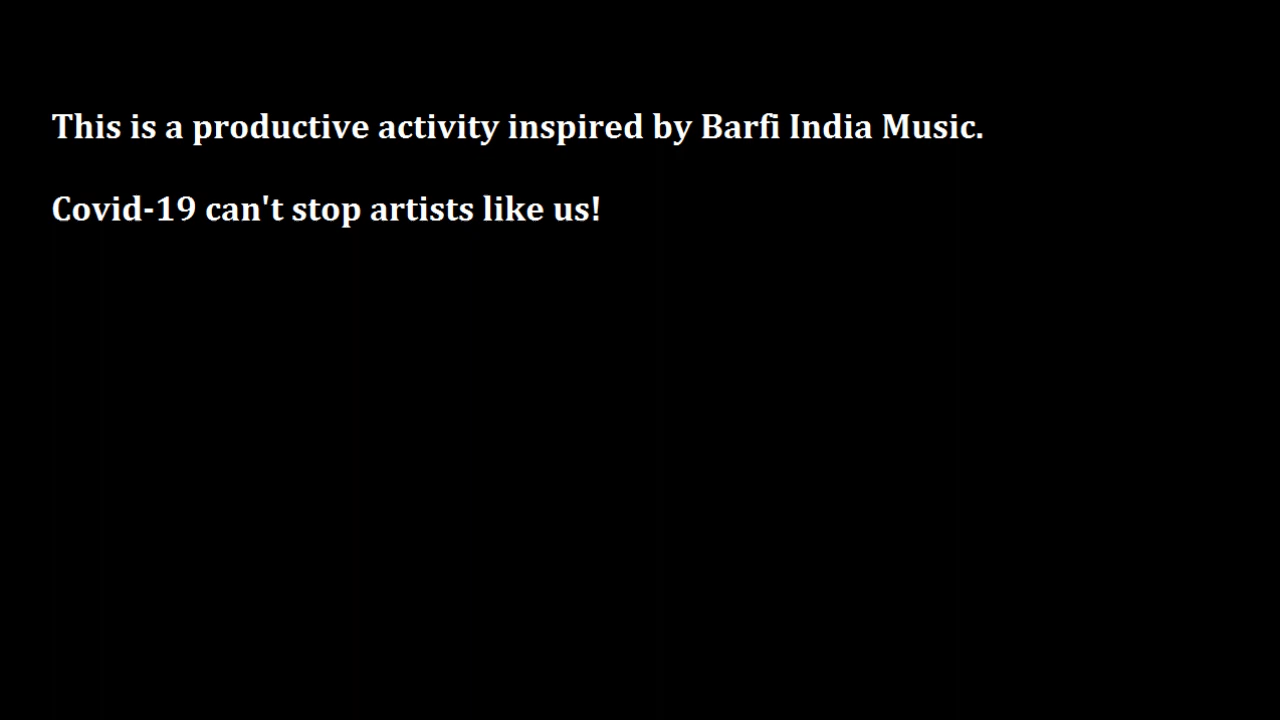 This is a productive activity inspired by Barfi India Music.
Covid-19 can't stop artists like us!